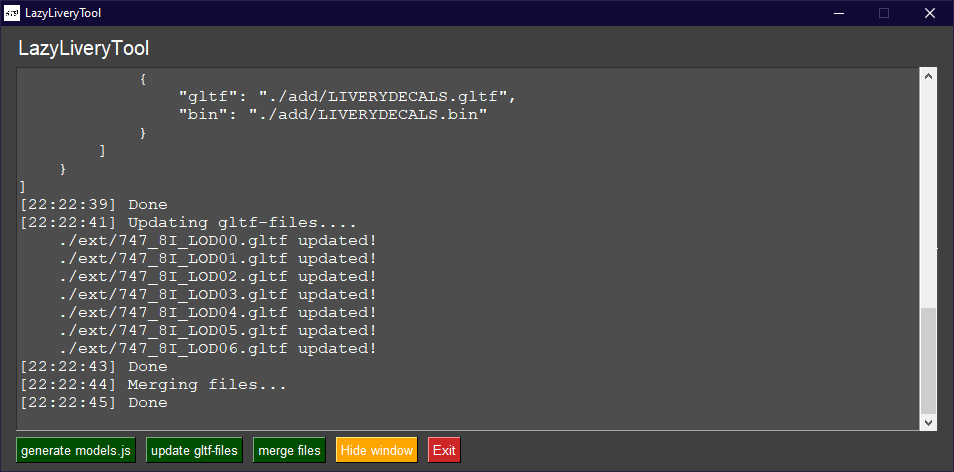 LazyLiveryTool
LazyLiveryTool
            {
                "gltf": "./add/LIVERYDECALS.gltf",
                "bin": "./add/LIVERYDECALS.bin"
            }
        ]
    }
]
[22:22:39] Done
[22:22:41] Updating gltf-files....
    ./ext/747_8I_LOD00.gltf updated!
    ./ext/747_8I_LOD01.gltf updated!
    ./ext/747_8I_LOD02.gltf updated!
    ./ext/747_8I_LOD03.gltf updated!
    ./ext/747_8I_LOD04.gltf updated!
    ./ext/747_8I_LOD05.gltf updated!
    ./ext/747_8I_LOD06.gltf updated!
[22:22:43] Done
[22:22:44] Merging files...
[22:22:45] Done
generate models.js update gltf-files merge files Hide window Exit